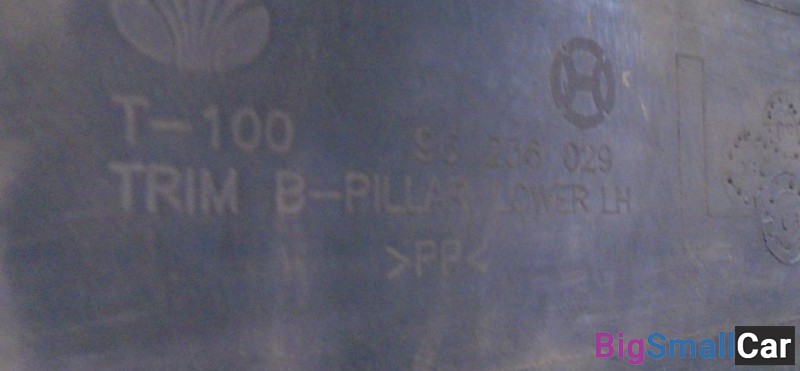 T-100
96 236 029
TRIM B-PILLAR LOWER LH
>PP<
BigSmallCar